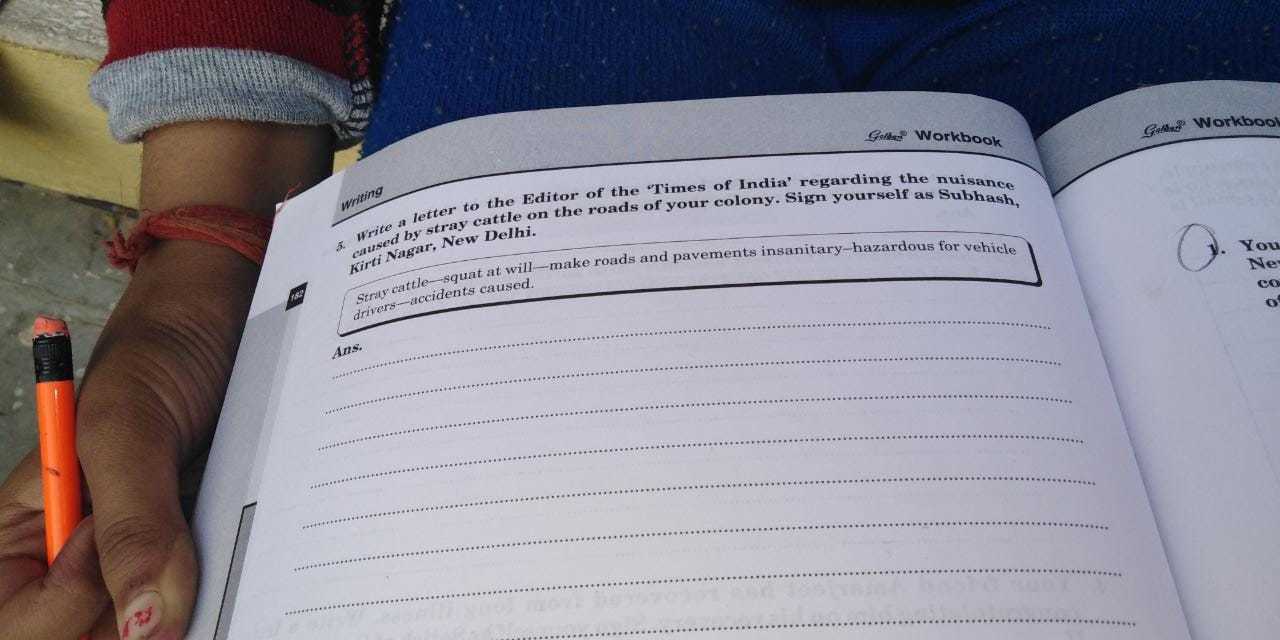 Writing
Golden® Workbook
5. Write a letter to the Editor of the 'Times of India' regarding the nuisance
caused by stray cattle on the roads of your colony. Sign yourself as Subhash,
Kirti Nagar, New Delhi.
Stray cattle—squat at will—make roads and pavements insanitary–hazardous for vehicle
drivers—accidents caused.
182
Ans.
Golden® Workbook
1. You